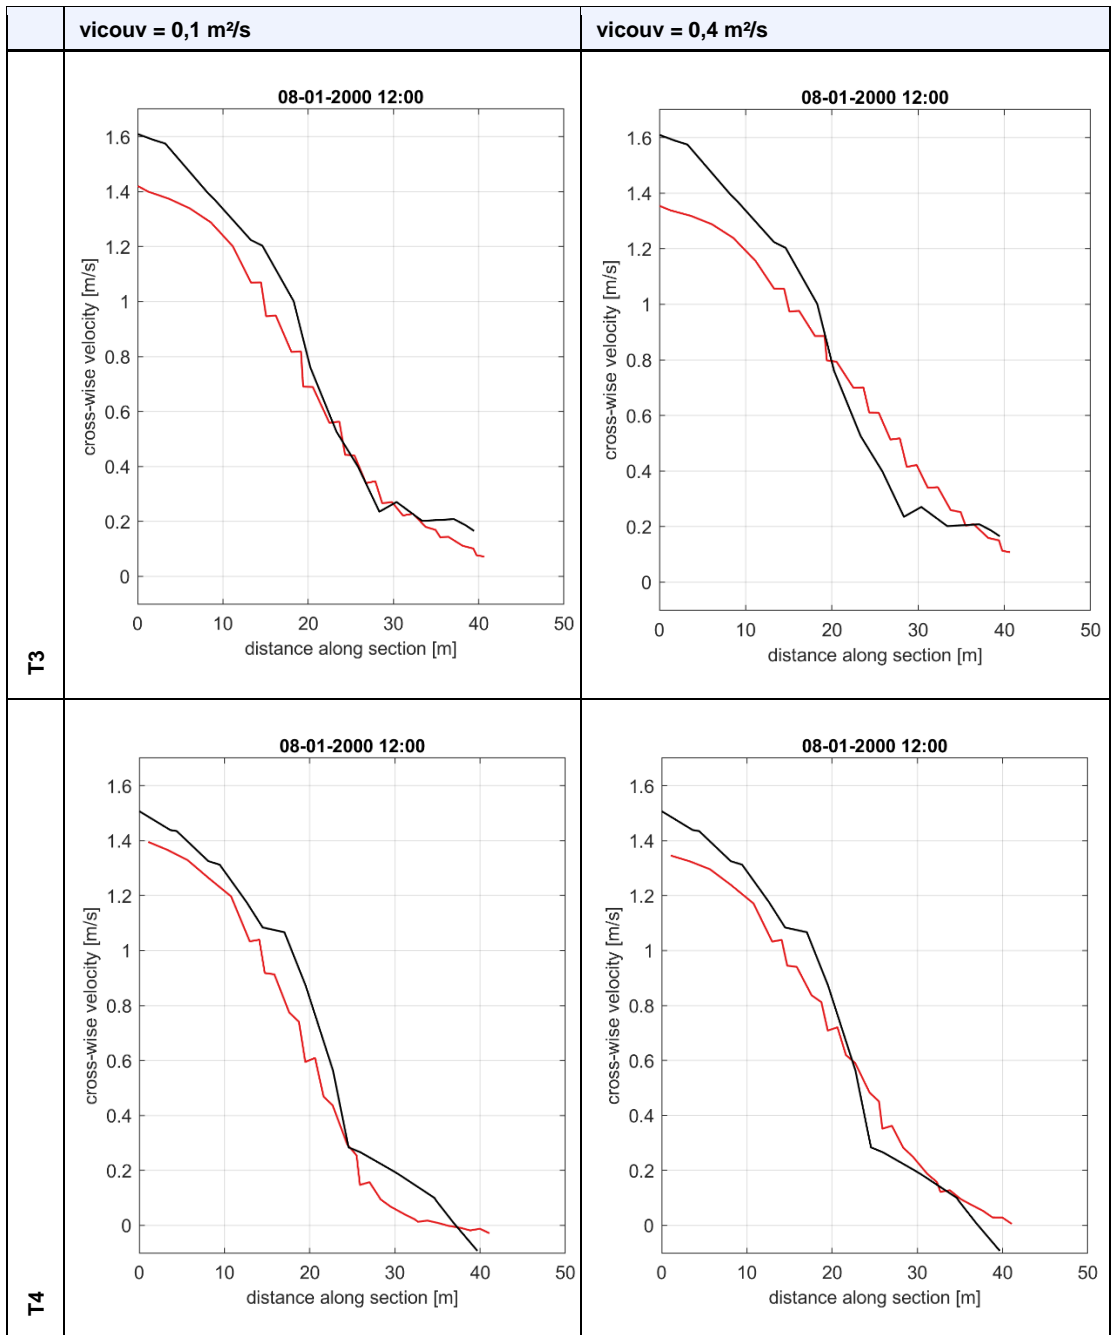 vicouv = 0,1 m²/s
vicouv = 0,4 m²/s
T3
08-01-2000 12:00
cross-wise velocity [m/s]
1.6
1.4
1.2
1
0.8
0.6
0.4
0.2
0
0 10 20 30 40 50
distance along section [m]
08-01-2000 12:00
cross-wise velocity [m/s]
1.6
1.4
1.2
1
0.8
0.6
0.4
0.2
0
0 10 20 30 40 50
distance along section [m]
T4
08-01-2000 12:00
cross-wise velocity [m/s]
1.6
1.4
1.2
1
0.8
0.6
0.4
0.2
0
0 10 20 30 40 50
distance along section [m]
08-01-2000 12:00
cross-wise velocity [m/s]
1.6
1.4
1.2
1
0.8
0.6
0.4
0.2
0
0 10 20 30 40 50
distance along section [m]